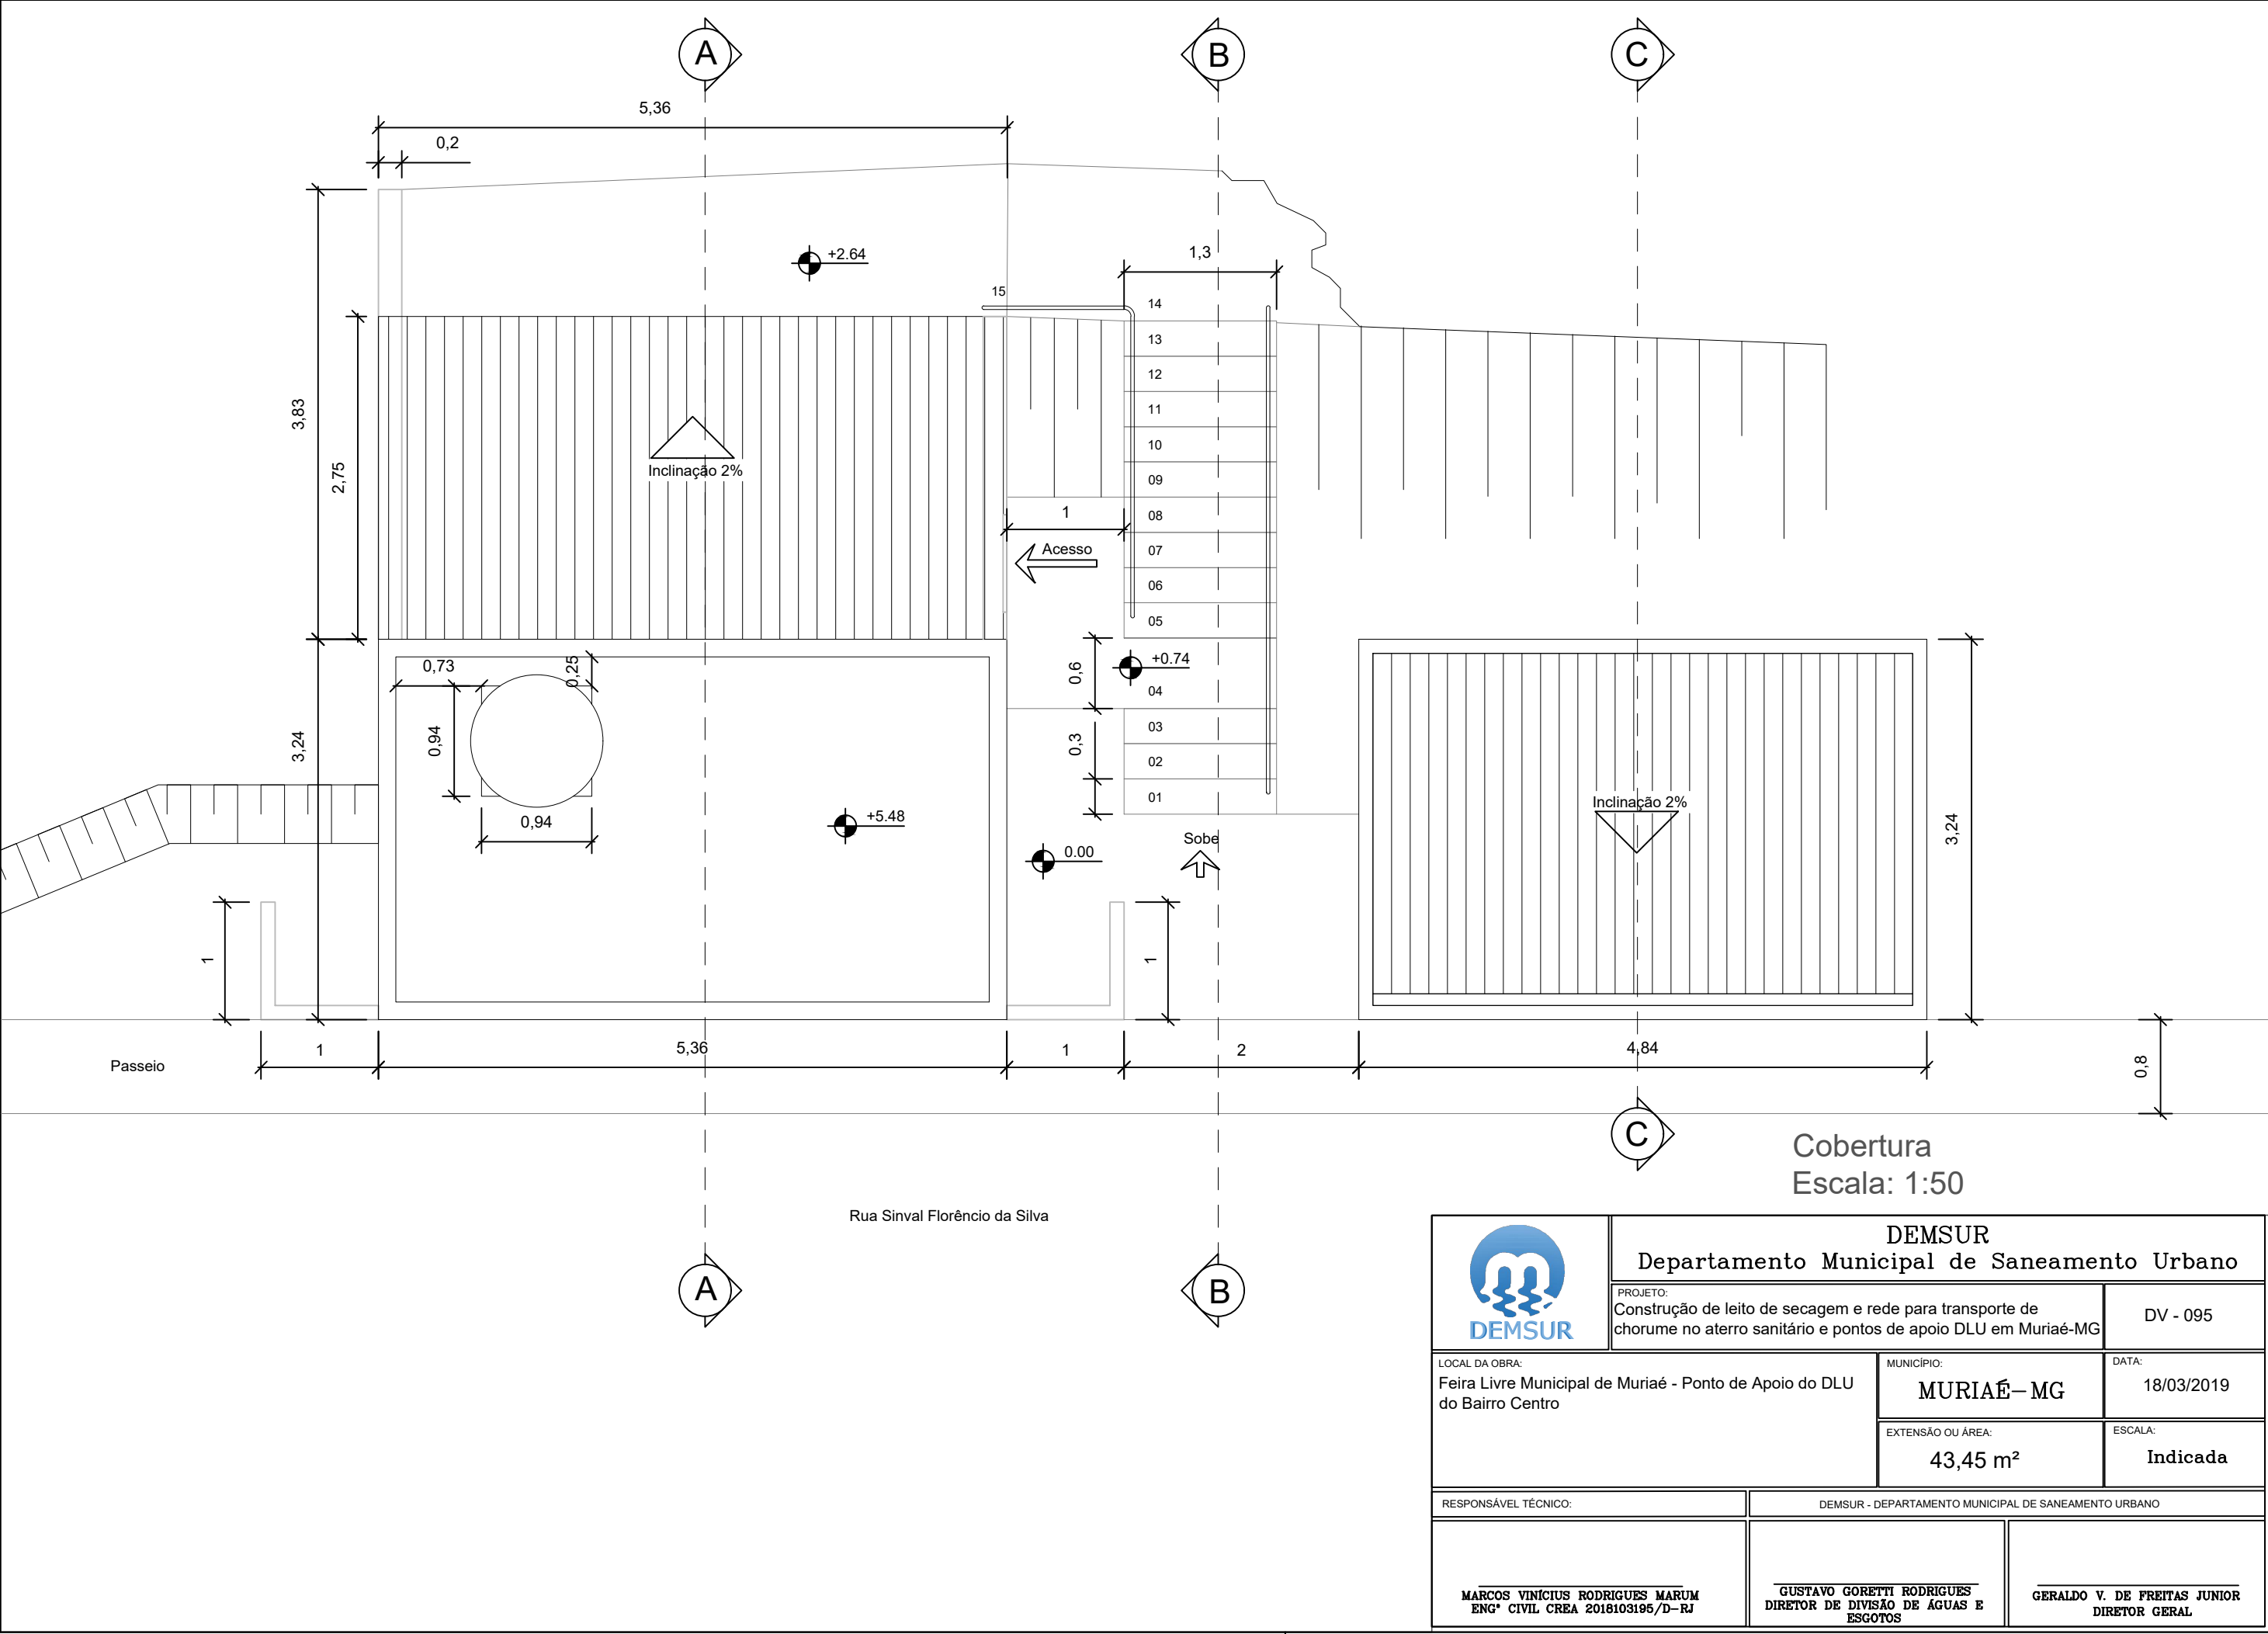 A
B
C
5,36
0,2
+2.64
1,3
15
14
13
12
11
10
09
08
07
06
05
04
03
02
01
3,83
2,75
Inclinação 2%
1
Acesso
0,73
0,25
0,6
+0.74
0,94
0,94
3,24
0,3
+5.48
0.00
Sobe
Inclinação 2%
3,24
1
1
Passeio
1
5,36
1
2
4,84
0,8
C
Cobertura
Escala: 1:50
Rua Sinval Florêncio da Silva
A
B
DEMSUR
DEMSUR
Departamento Municipal de Saneamento Urbano
PROJETO:
Construção de leito de secagem e rede para transporte de
chorume no aterro sanitário e pontos de apoio DLU em Muriaé-MG
DV - 095
LOCAL DA OBRA:
Feira Livre Municipal de Muriaé - Ponto de Apoio do DLU
do Bairro Centro
MUNICÍPIO:
MURIAÉ-MG
DATA:
18/03/2019
EXTENSÃO OU ÁREA:
43,45 m²
ESCALA:
Indicada
RESPONSÁVEL TÉCNICO:
DEMSUR - DEPARTAMENTO MUNICIPAL DE SANEAMENTO URBANO
MARCOS VINÍCIUS RODRIGUES MARUM
ENGº CIVIL CREA 2018103195/D-RJ
GUSTAVO GORETTI RODRIGUES
DIRETOR DE DIVISÃO DE ÁGUAS E
ESGOTOS
GERALDO V. DE FREITAS JUNIOR
DIRETOR GERAL